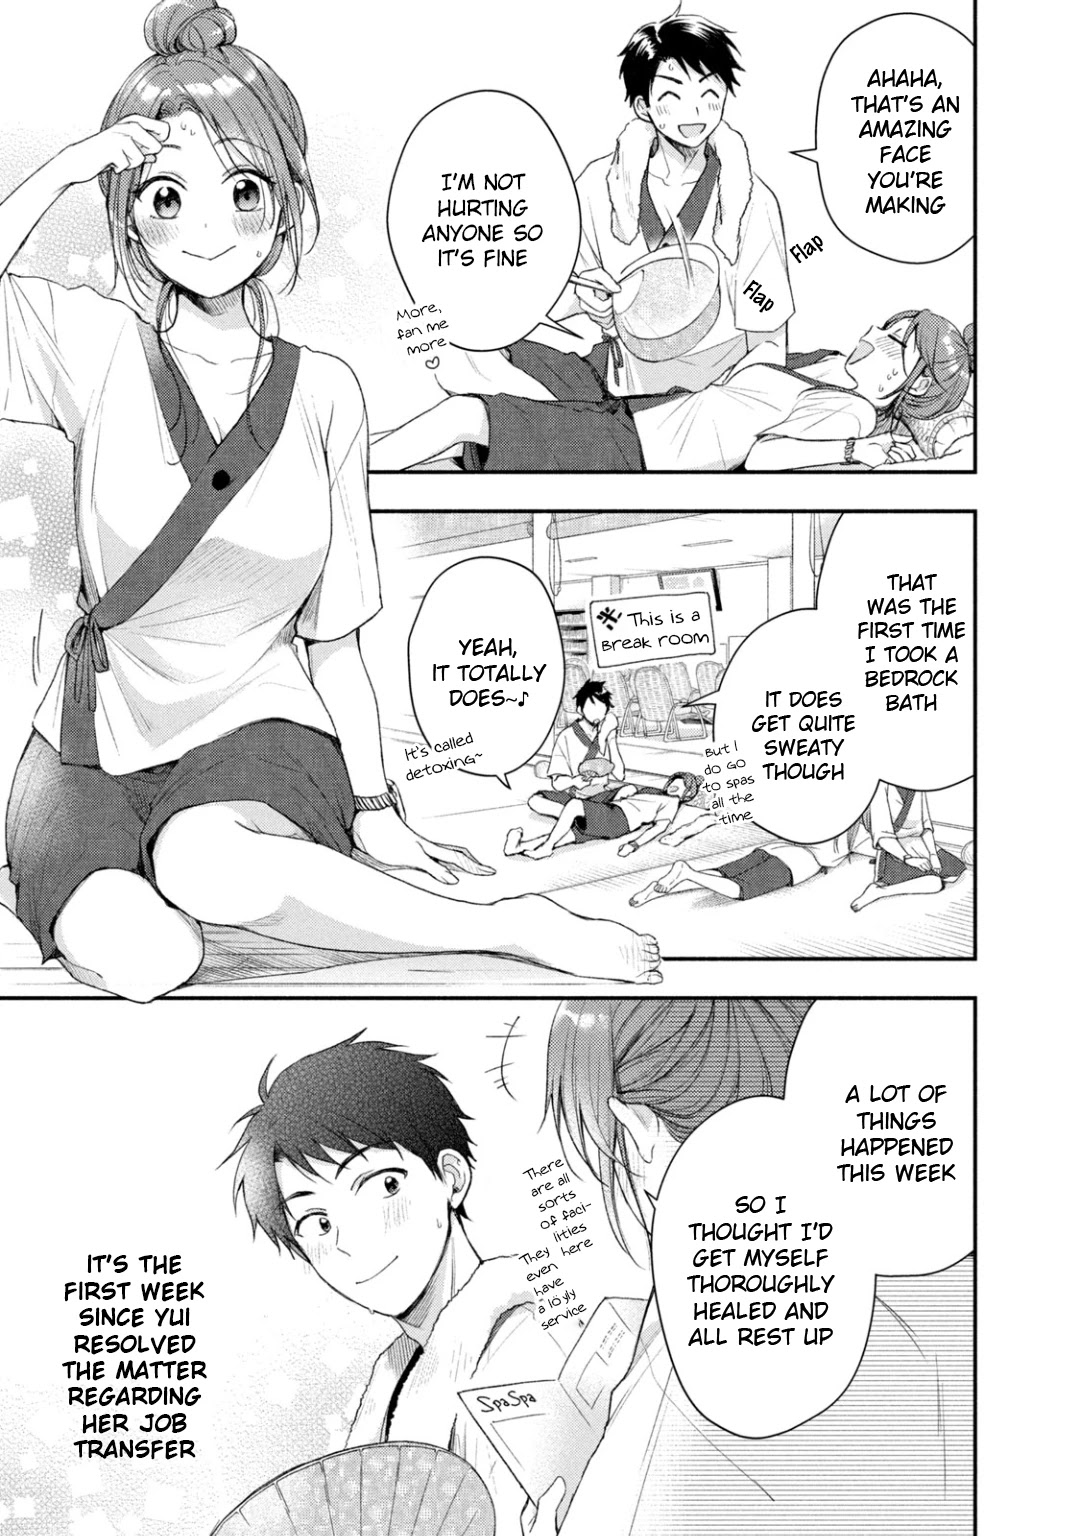 AHAHA,
THAT'S AN
AMAZING
FACE
YOU'RE
MAKING
Flap
Flap
I'M NOT
HURTING
ANYONE SO
IT'S FINE
More,
fan me
more
THAT
WAS THE
FIRST TIME
I TOOK A
BEDROCK
BATH
IT DOES
GET QUITE
SWEATY
THOUGH
But I
do GO
to spas
all the
time
※ This is a
Break room
YEAH,
IT TOTALLY
DOES~♪
It's called
detoxing~
A LOT OF
THINGS
HAPPENED
THIS WEEK
SO I
THOUGHT I'D
GET MYSELF
THOROUGHLY
HEALED AND
ALL REST UP
There
are all
sorts
of faci-
lities
here
They
even
have
a löyly
service
SpaSpa
IT'S THE
FIRST WEEK
SINCE YUI
RESOLVED
THE MATTER
REGARDING
HER JOB
TRANSFER